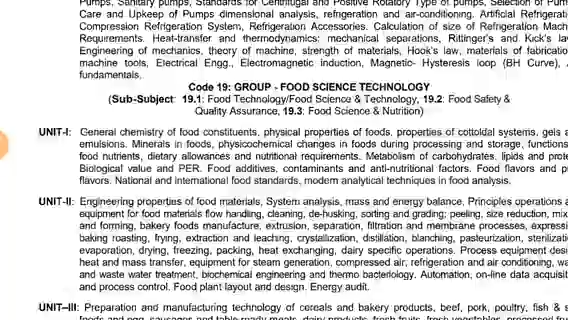 Pumps, Sanitary pumps, Standards for Centrifugal and Positive Rotatory Type of pumps, Selection of
Care and Upkeep of Pumps dimensional analysis, refrigeration and air-conditioning. Artificial
Compression Refrigeration System, Refrigeration Accessories. Calculation of size of Refrigeration
Requirements. Heat-transfer and thermodynamics: mechanical separations, Rittinger's and Kick's
Engineering of mechanics, theory of machine, strength of materials, Hook's law, materials of
machine tools, Electrical Engg., Electromagnetic induction, Magnetic- Hysteresis loop (BH Curve),
fundamentals.
Code 19: GROUP - FOOD SCIENCE TECHNOLOGY
(Sub-Subject: 19.1: Food Technology/Food Science & Technology, 19.2: Food Safety &
Quality Assurance, 19.3: Food Science & Nutrition)
UNIT-I: General chemistry of food constituents, physical properties of foods, properties of cottoldal systems, gels
emulsions. Minerals in foods, physicochemical changes in foods during processing and storage, functions
food nutrients, dietary allowances and nutritional requirements. Metabolism of carbohydrates. lipids and
Biological value and PER. Food additives, contaminants and anti-nutritional factors. Food flavors and
flavors. National and international food standards, modern analytical techniques in food analysis.
UNIT-II: Engineering properties of food materials, System analysis, mass and energy balance, Principles operations
equipment for food materials flow handling, cleaning, de-husking, sorting and grading; peeling, size reduction,
and forming, bakery foods manufacture, extrusion, separation, filtration and membrane processes,
baking roasting, frying, extraction and leaching, crystallization, distillation, blanching, pasteurization,
evaporation, drying, freezing, packing, heat exchanging, dairy specific operations. Process equipment
heat and mass transfer, equipment for steam generation, compressed air, refrigeration and air conditioning,
and waste water treatment, biochemical engineering and thermo bacteriology. Automation, on-line data
and process control. Food plant layout and design. Energy audit.
UNIT–III: Preparation and manufacturing technology of cereals and bakery products, beef, pork, poultry, fish &